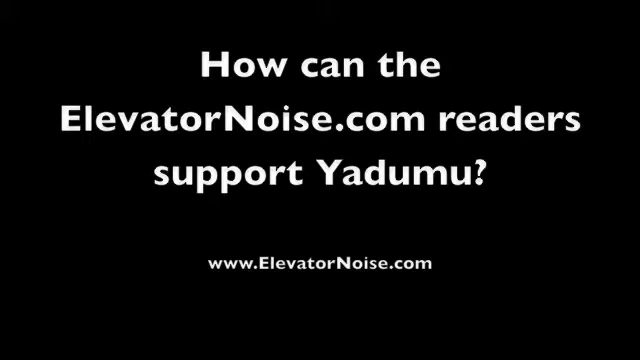 How can the
ElevatorNoise.com readers
support Yadumu?
www.ElevatorNoise.com